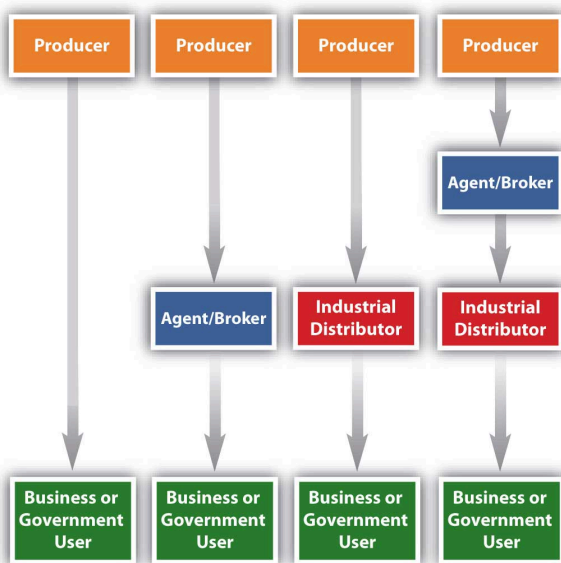 Producer
Producer
Producer
Producer
Agent/Broker
Agent/Broker
Industrial
Distributor
Industrial
Distributor
Business or
Government
User
Business or
Government
User
Business or
Government
User
Business or
Government
User